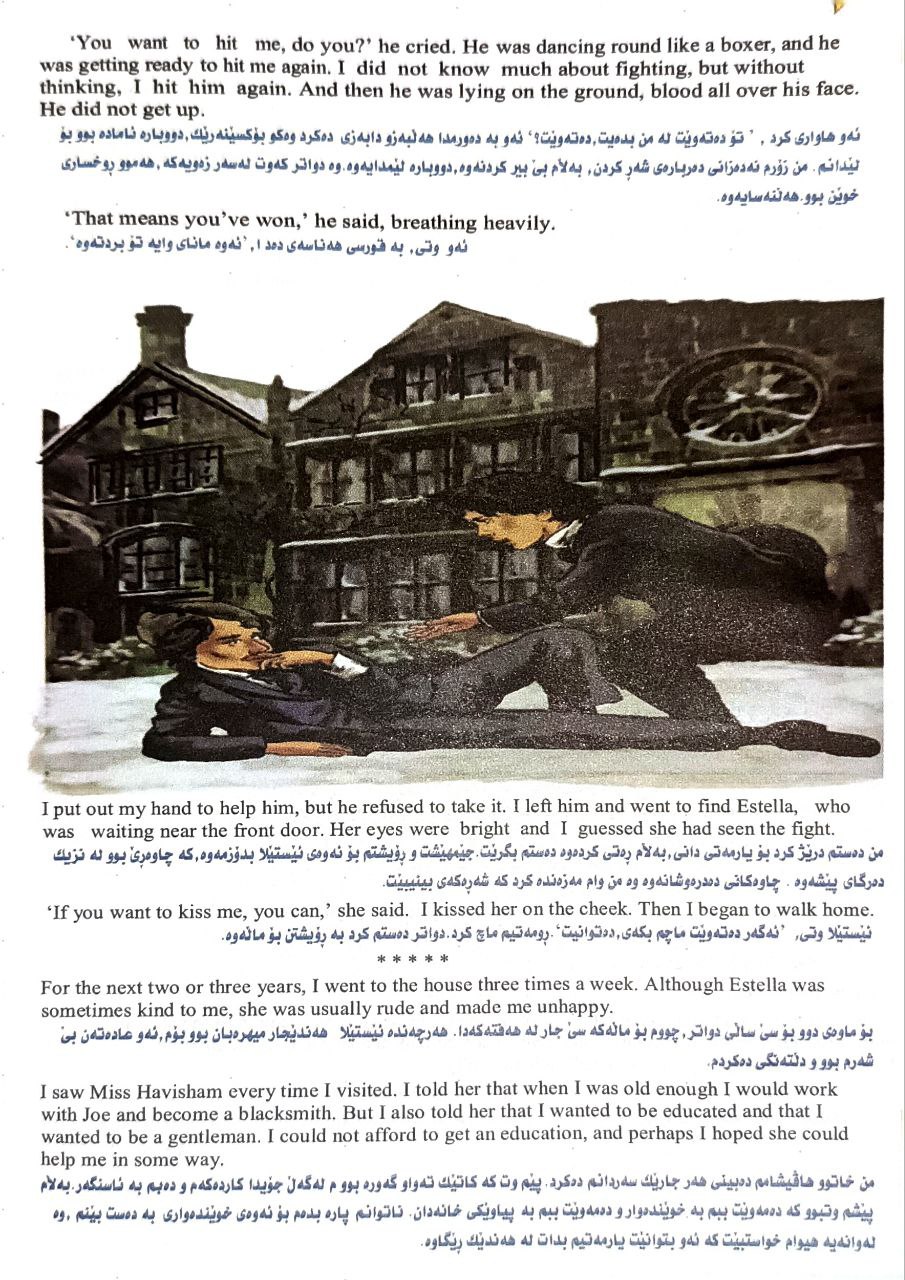 ‘You want to hit me, do you?’ he cried. He was dancing round like a boxer, and he
was getting ready to hit me again. I did not know much about fighting, but without
thinking, I hit him again. And then he was lying on the ground, blood all over his face.
He did not get up.
ئەو هاواری کرد , ‘ تۆ دەتەوێت لە من بدەیت,دەتەوێت؟‘ ئەو بە دەورمدا هەڵبەزو دابەزی دەکرد وەکو بۆکسێنەرێك,دووبارە ئامادە بوو بۆ
لێدانم. من زۆرم نەدەزانی دەربارەی شەڕ کردن, بەڵام بێ بیر کردنەوە,دووبارە لێمدایەوە.وە دواتر کەوت لەسەر زەویەکە,هەموو ڕوخساری
خوێن بوو.هەڵنەسایەوە.
‘That means you’ve won,’ he said, breathing heavily.
ئەو وتی, بە قورسی هەناسەی دەدا,‘ئەوە مانای وایە تۆ بردتەوە‘.
I put out my hand to help him, but he refused to take it. I left him and went to find Estella, who
was waiting near the front door. Her eyes were bright and I guessed she had seen the fight.
من دەستم درێژ کرد بۆ یارمەتی دانی,بەڵام ڕەتی کردەوە دەستم بگرێت.جێمهێشت و ڕۆیشتم بۆ ئەوەی ئێستێلا بدۆزمەوە,کە چاوەڕێ بوو لە نزیك
دەرگای پێشەوە . چاوەکانی دەدرەوشانەوە وە من وام مەزەندە کرد کە شەڕەکەی بینیبێت.
‘If you want to kiss me, you can,’ she said. I kissed her on the cheek. Then I began to walk home.
ئێستێلا وتی, ‘ئەگەر دەتەوێت ماچم بکەی,دەتوانیت‘.ڕومەتیم ماچ کرد.دواتر دەستم کرد بە ڕۆیشتن بۆ ماڵەوە.
* * * * *
For the next two or three years, I went to the house three times a week. Although Estella was
sometimes kind to me, she was usually rude and made me unhappy.
بۆ ماوەی دوو بۆ سێ ساڵی دواتر,چووم بۆ ماڵەکە سێ جار لە هەفتەکەدا. هەرچەندە ئێستێلا هەندێجار میهرەبان بوو بۆم,ئەو عادەتەن بێ
شەرم بوو و دڵتەنگی دەکردم.
I saw Miss Havisham every time I visited. I told her that when I was old enough I would work
with Joe and become a blacksmith. But I also told her that I wanted to be educated and that I
wanted to be a gentleman. I could not afford to get an education, and perhaps I hoped she could
help me in some way.
من خاتوو هاڤیشامم دەبینی هەر جارێك سەردانم دەکرد. پێم وت کە کاتێك تەواو گەورە بووم لەگەڵ جۆیدا کاردەکەم و دەبم بە ئاسنگەر.بەڵام
پێشم وتبوو کە دەمەوێت ببم بە خوێندەوار و دەمەوێت ببم بە پیاوێکی خانەدان. ناتوانم پارە بدەم بۆ ئەوەی خوێندەواری بە دەست بێنم ,وە
لەوانەیە هیوام خواستبێت کە ئەو بتوانێت یارمەتیم بدات لە هەندێك ڕێگاوە.